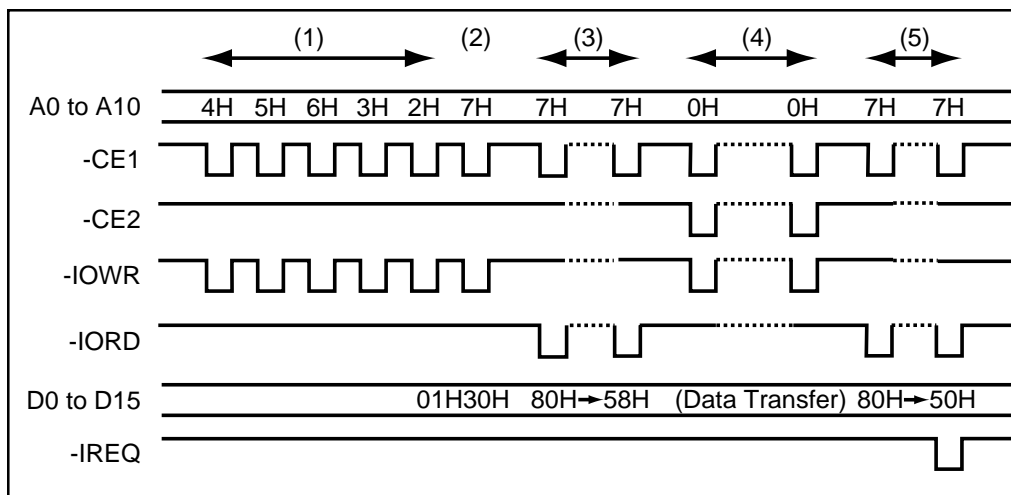 (1) (2) (3) (4) (5)
A0 to A10 4H 5H 6H 3H 2H 7H 7H 7H 0H 0H 7H 7H
-CE1
-CE2
-IOWR
-IORD
D0 to D15 01H30H 80H→58H (Data Transfer) 80H→50H
-IREQ